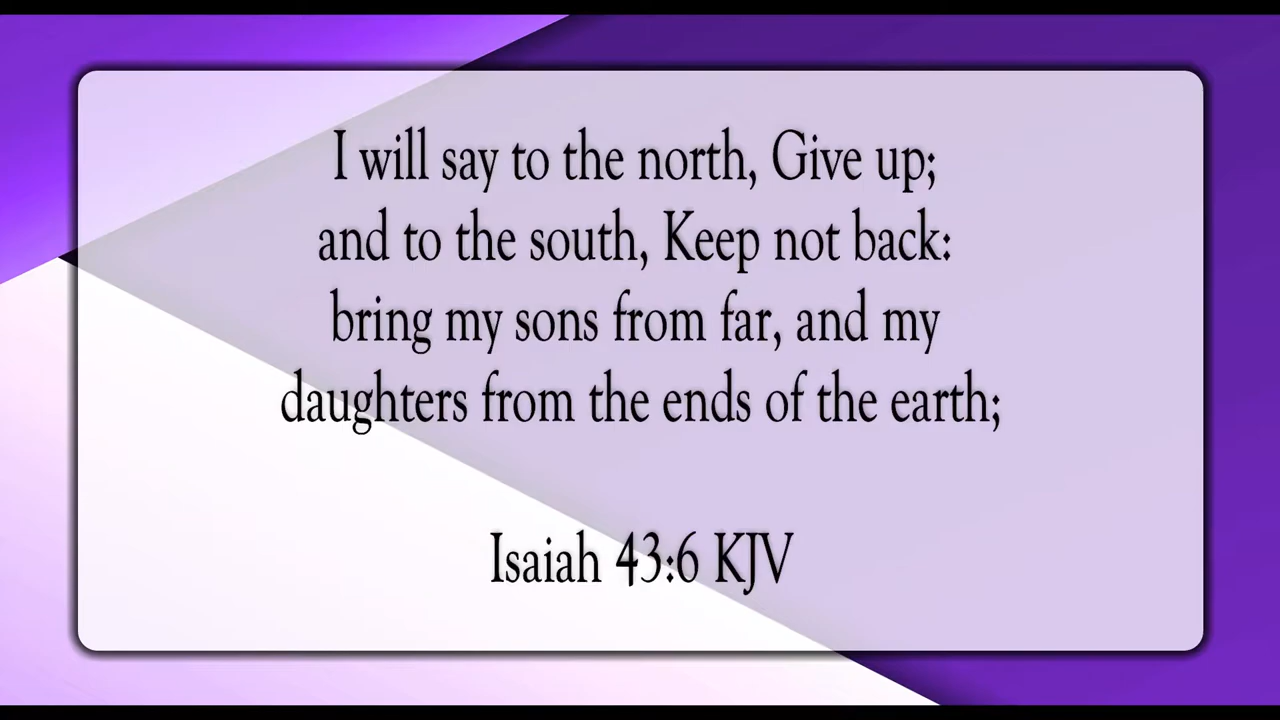 I will say to the north, Give up;
and to the south, Keep not back:
bring my sons from far, and my
daughters from the ends of the earth;
Isaiah 43:6 KJV